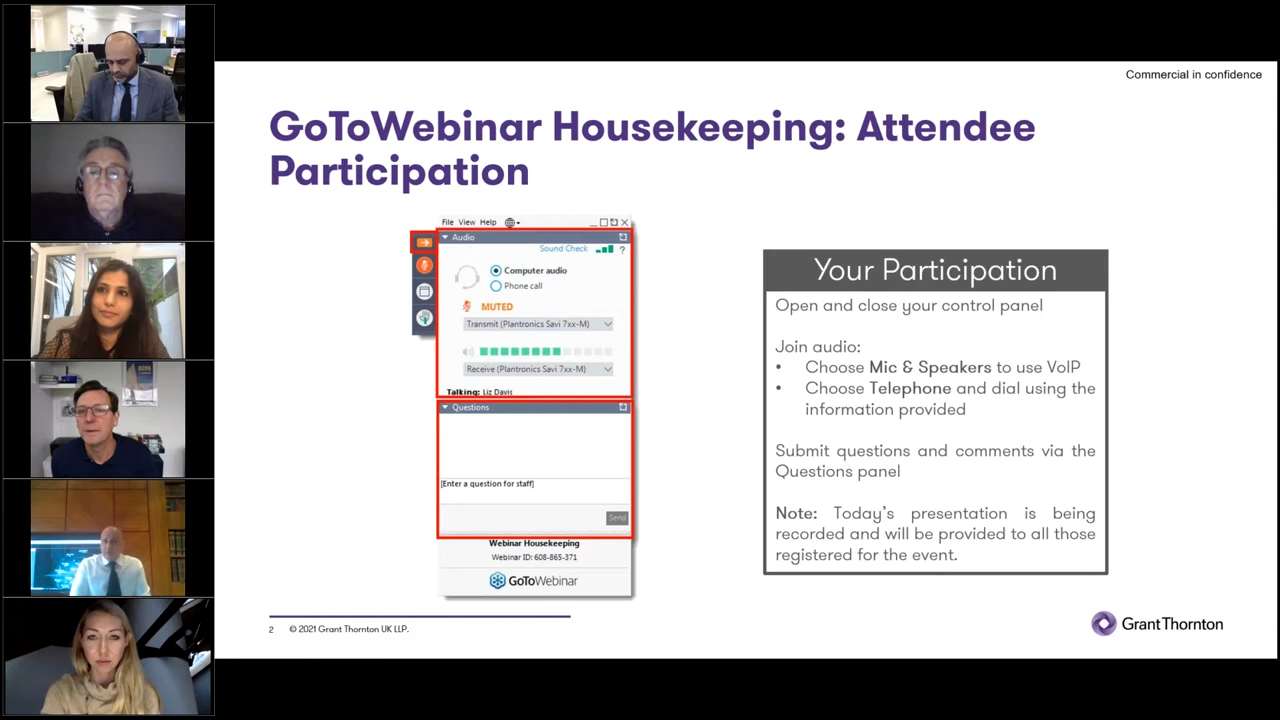 Commercial in confidence
GoToWebinar Housekeeping: Attendee
Participation
File View Help
Audio
Sound Check
?
Computer audio
Phone call
MUTED
Transmit (Plantronics Savi 7xx-M)
Receive (Plantronics Savi 7xx-M)
Talking: Liz Davis
Questions
[Enter a question for staff]
Send
Webinar Housekeeping
Webinar ID: 608-865-371
GoToWebinar
Your Participation
Open and close your control panel
Join audio:
• Choose Mic & Speakers to use VoIP
• Choose Telephone and dial using the
information provided
Submit questions and comments via the
Questions panel
Note: Today's presentation is being
recorded and will be provided to all those
registered for the event.
2 © 2021 Grant Thornton UK LLP.
GrantThornton